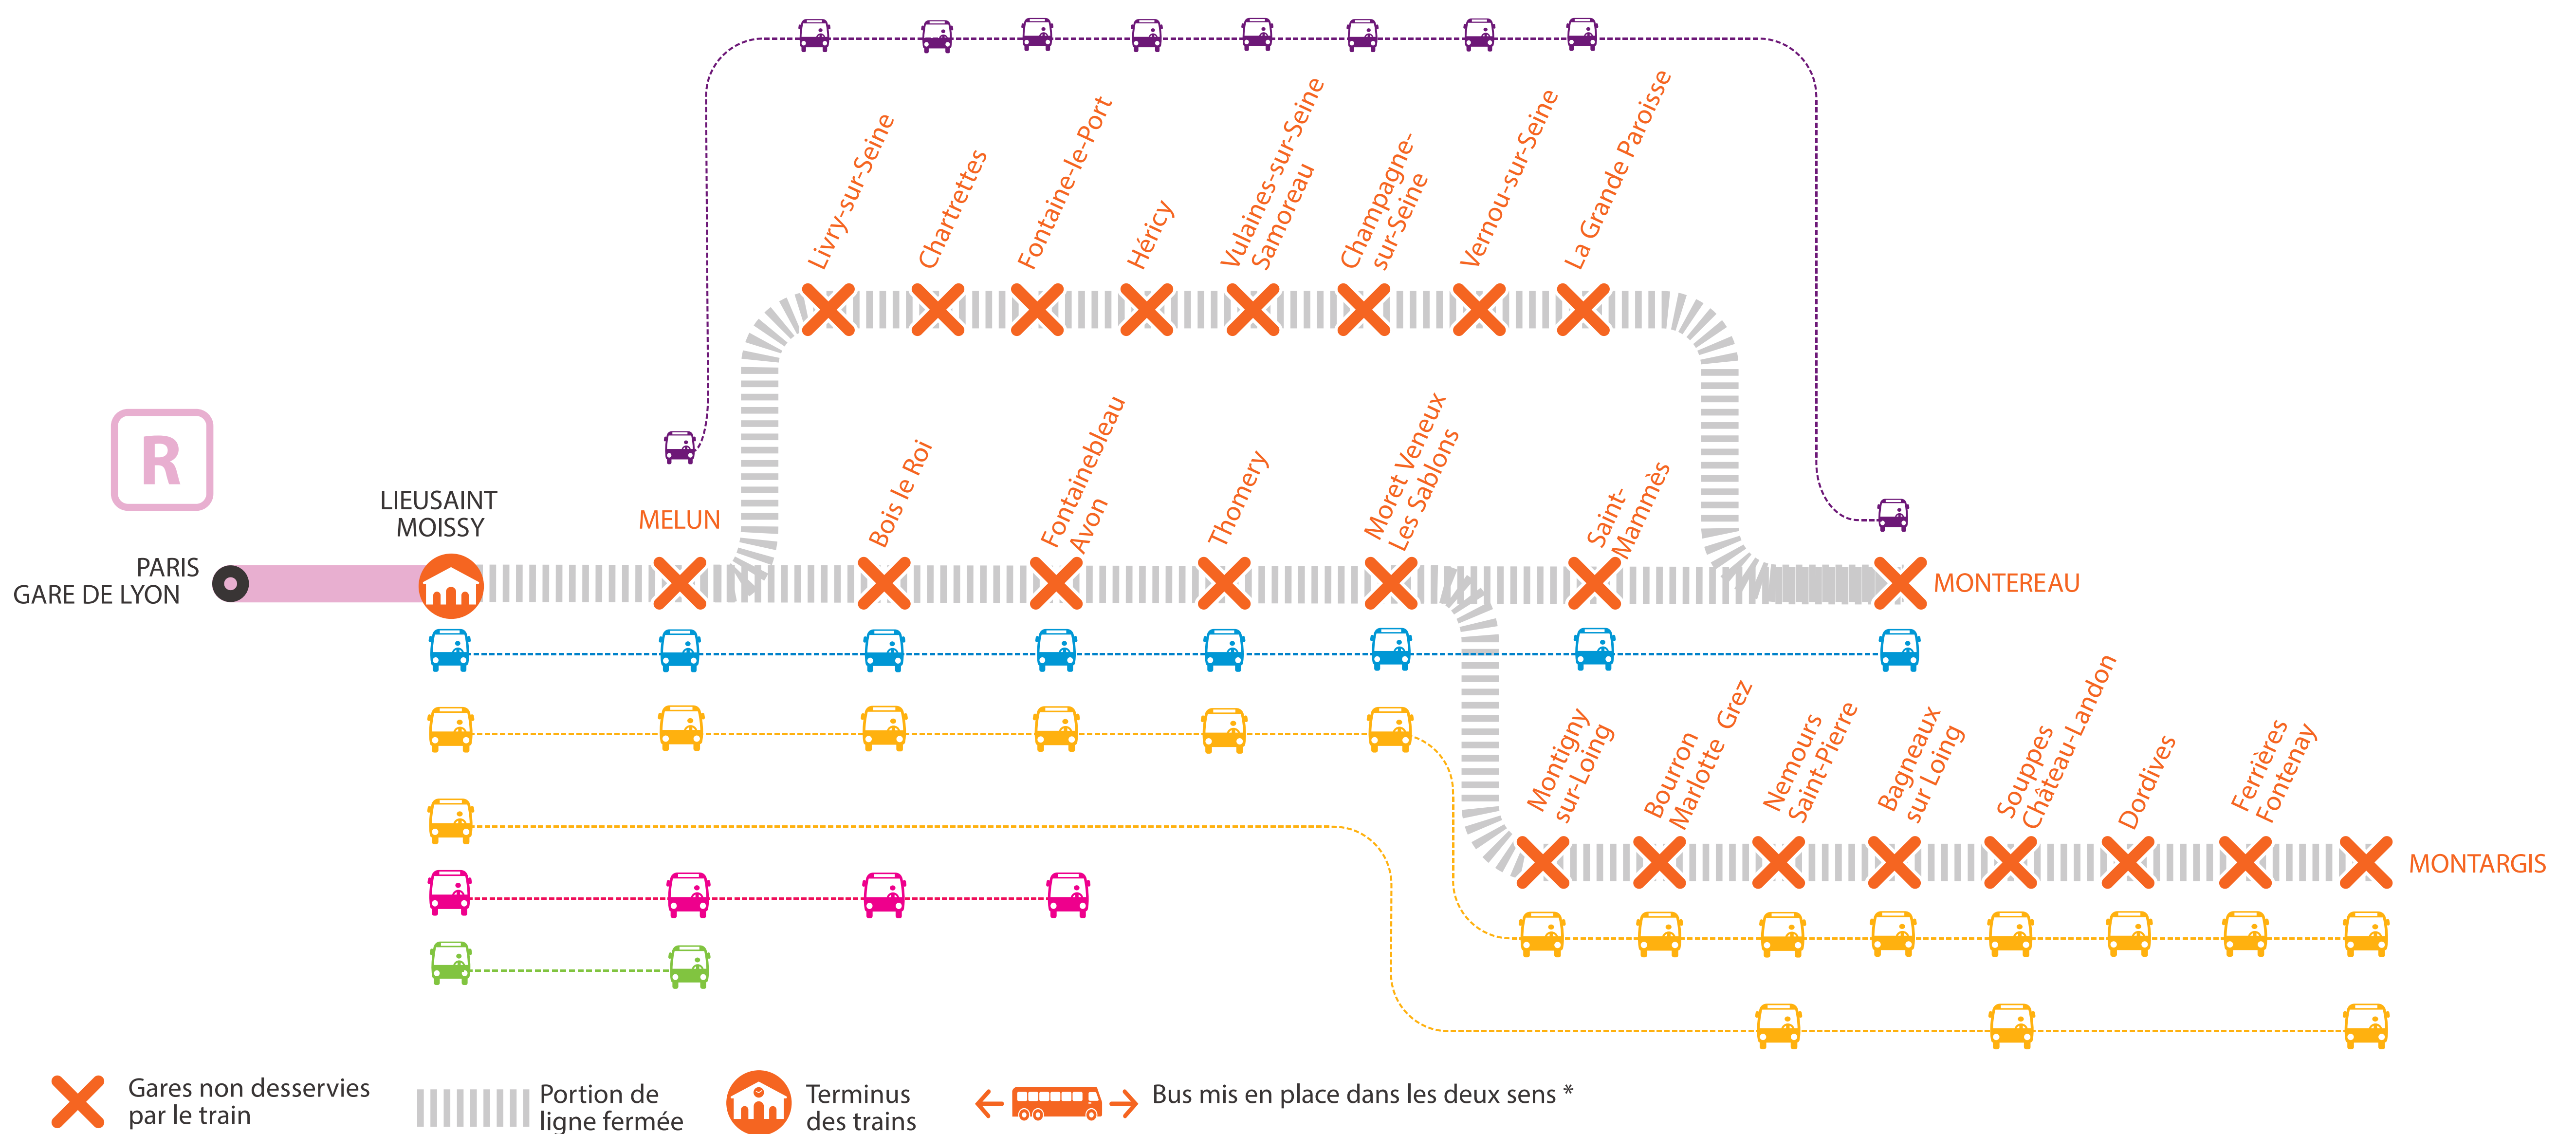 Livry-sur-Seine
Chartrettes
Fontaine-le-Port
Héricy
Vulaines-sur-Seine
Samoreau
Champagne-
sur-Seine
Vernou-sur-Seine
La Grande Paroisse
R
LIEUSAINT
MOISSY
PARIS
GARE DE LYON
MELUN
Bois le Roi
Fontainebleau
Avon
Thomery
Moret Veneux
Les Sablons
Saint-
Mammès
MONTEREAU
Montigny
sur-Loing
Bourron
Marlotte Grez
Nemours
Saint-Pierre
Bagneaux
sur Loing
Souppes
Château-Landon
Dordives
Ferrières
Fontenay
MONTARGIS
Gares non desservies
par le train
Portion de
ligne fermée
Terminus
des trains
Bus mis en place dans les deux sens *